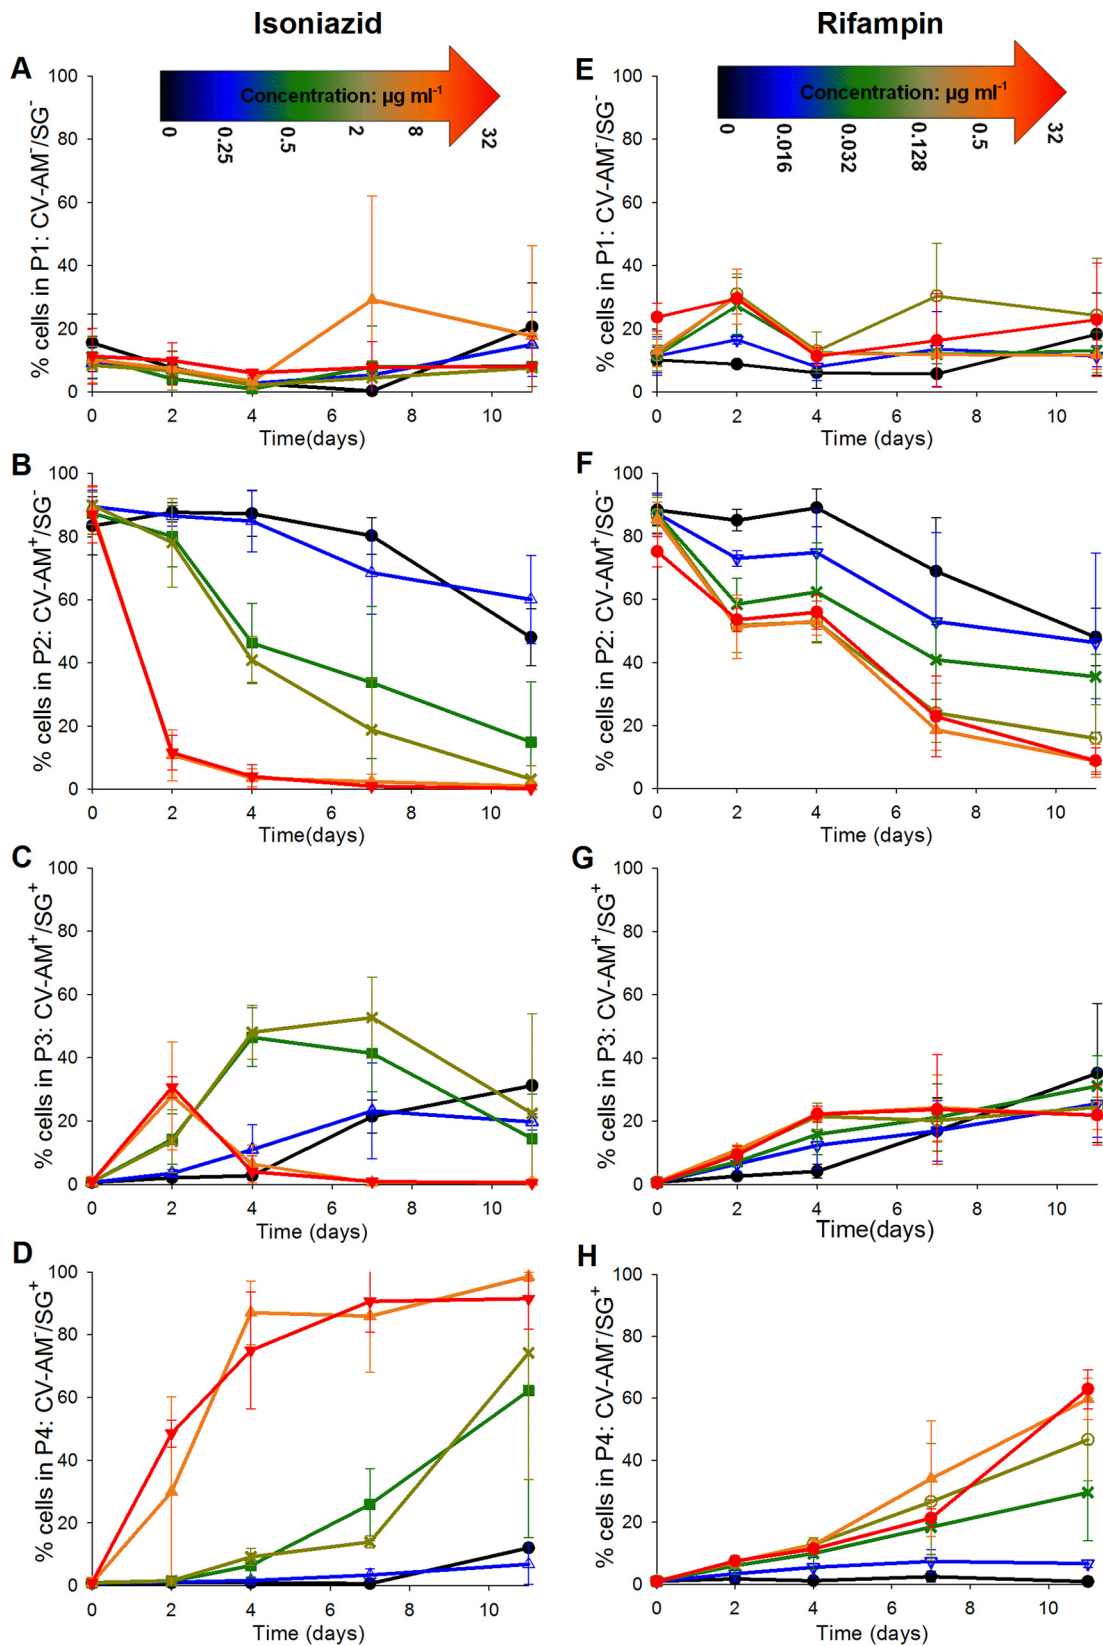 Isoniazid
Rifampin
A
Concentration: µg ml⁻¹
0
0.25
0.5
2
8
32
% cells in P1: CV-AM⁻/SG⁻
100
80
60
40
20
0
0 2 4 6 8 10
Time(days)
E
Concentration: µg ml⁻¹
0
0.016
0.032
0.128
0.5
32
% cells in P1: CV-AM⁻/SG⁻
100
80
60
40
20
0
0 2 4 6 8 10
Time (days)
B
% cells in P2: CV-AM⁺/SG⁻
100
80
60
40
20
0
0 2 4 6 8 10
Time(days)
F
% cells in P2: CV-AM⁺/SG⁻
100
80
60
40
20
0
0 2 4 6 8 10
Time (days)
C
% cells in P3: CV-AM⁺/SG⁺
100
80
60
40
20
0
0 2 4 6 8 10
Time (days)
G
% cells in P3: CV-AM⁺/SG⁺
100
80
60
40
20
0
0 2 4 6 8 10
Time(days)
D
% cells in P4: CV-AM⁻/SG⁺
100
80
60
40
20
0
0 2 4 6 8 10
Time (days)
H
% cells in P4: CV-AM⁻/SG⁺
100
80
60
40
20
0
0 2 4 6 8 10
Time (days)